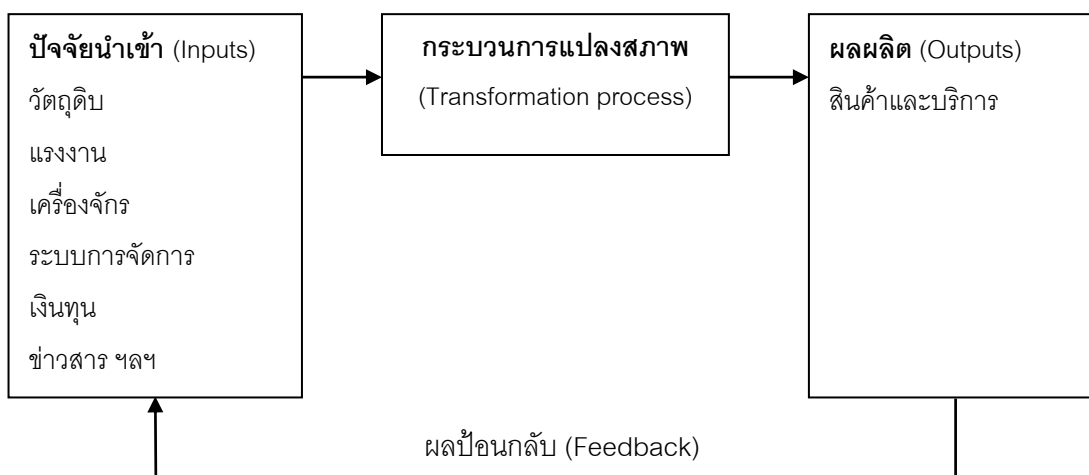 ปัจจัยนำเข้า (Inputs)
วัตถุดิบ
แรงงาน
เครื่องจักร
ระบบการจัดการ
เงินทุน
ข่าวสาร ฯลฯ
กระบวนการแปลงสภาพ
(Transformation process)
ผลผลิต (Outputs)
สินค้าและบริการ
ผลป้อนกลับ (Feedback)